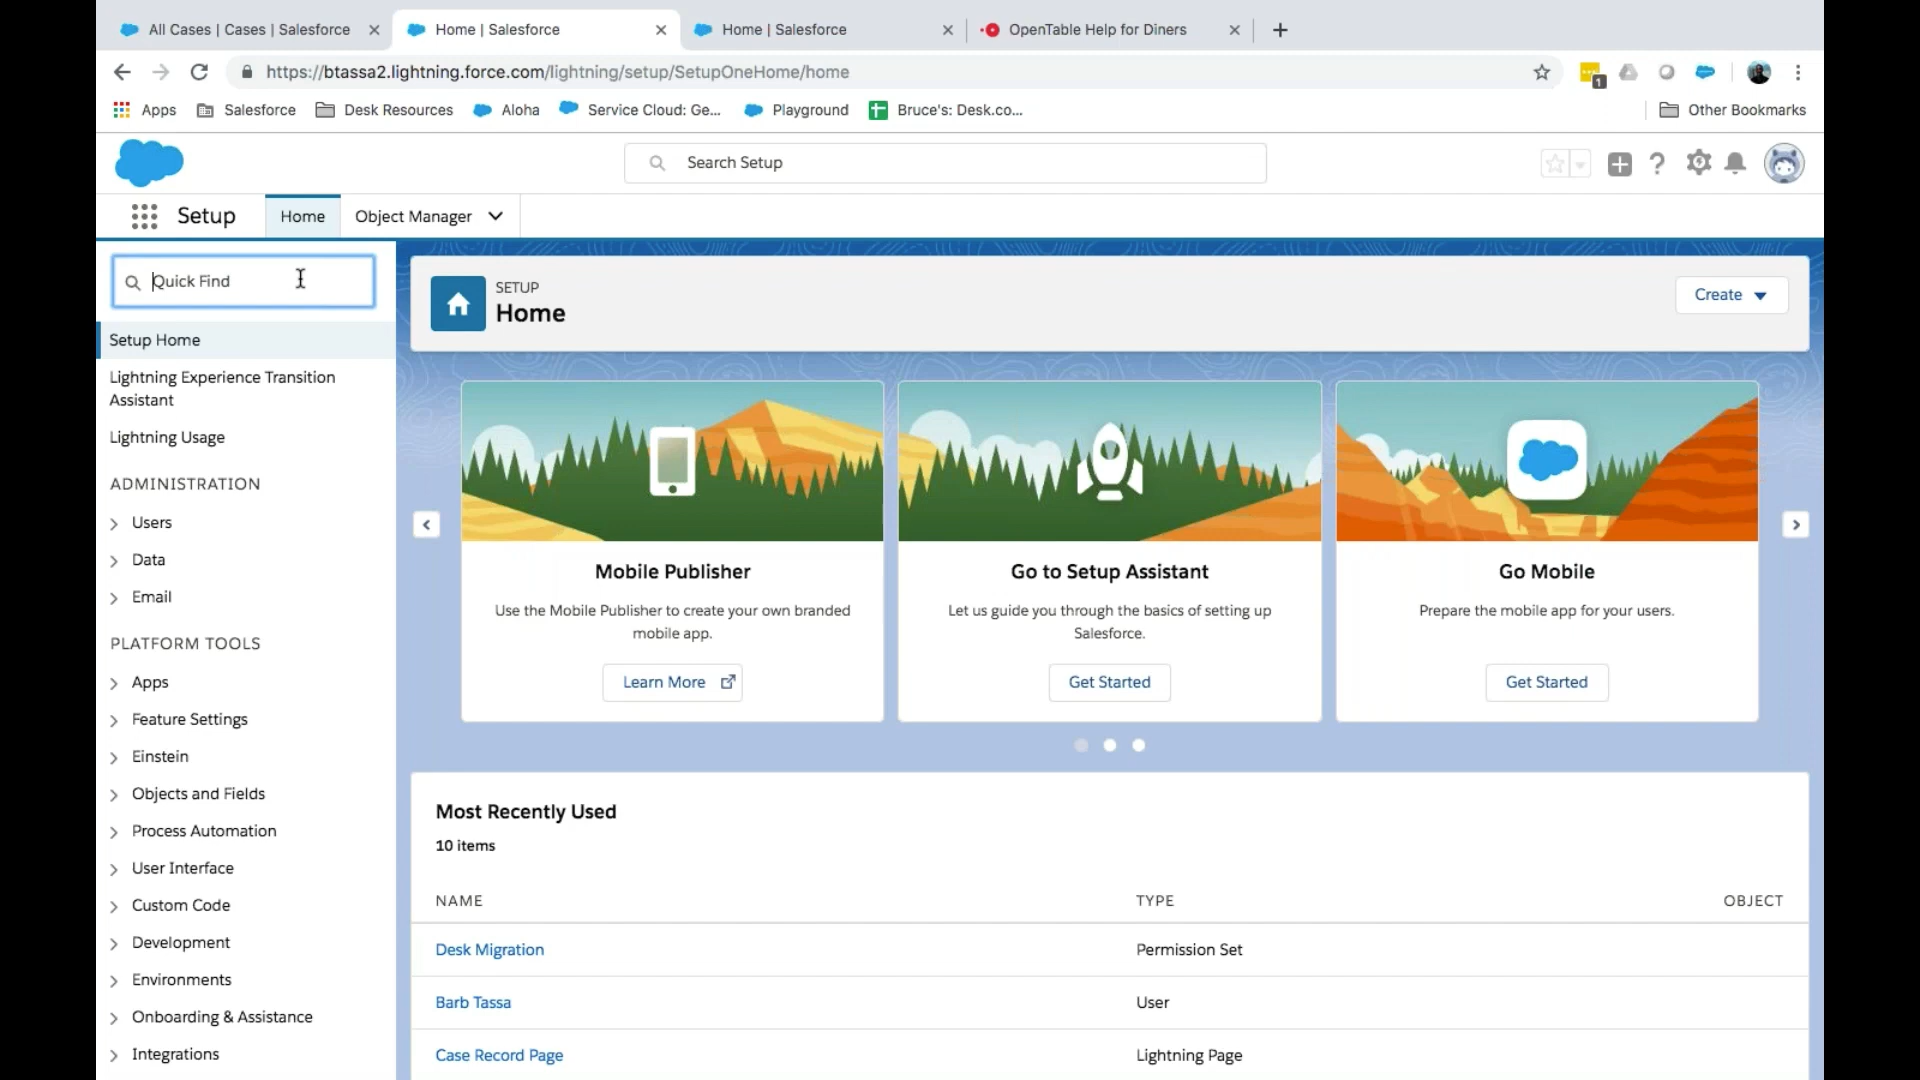 All Cases | Cases | Salesforce
Home | Salesforce
Home | Salesforce
OpenTable Help for Diners
https://btassa2.lightning.force.com/lightning/setup/SetupOneHome/home
1
Apps
Salesforce
Desk Resources
Aloha
Service Cloud: Ge...
Playground
Bruce's: Desk.co...
Other Bookmarks
Search Setup
Setup
Home
Object Manager
Quick Find
Setup Home
Lightning Experience Transition
Assistant
Lightning Usage
ADMINISTRATION
Users
Data
Email
PLATFORM TOOLS
Apps
Feature Settings
Einstein
Objects and Fields
Process Automation
User Interface
Custom Code
Development
Environments
Onboarding & Assistance
Integrations
SETUP
Home
Create
Mobile Publisher
Use the Mobile Publisher to create your own branded
mobile app.
Learn More
Go to Setup Assistant
Let us guide you through the basics of setting up
Salesforce.
Get Started
Go Mobile
Prepare the mobile app for your users.
Get Started
Most Recently Used
10 items
NAME TYPE OBJECT
Desk Migration Permission Set
Barb Tassa User
Case Record Page Lightning Page